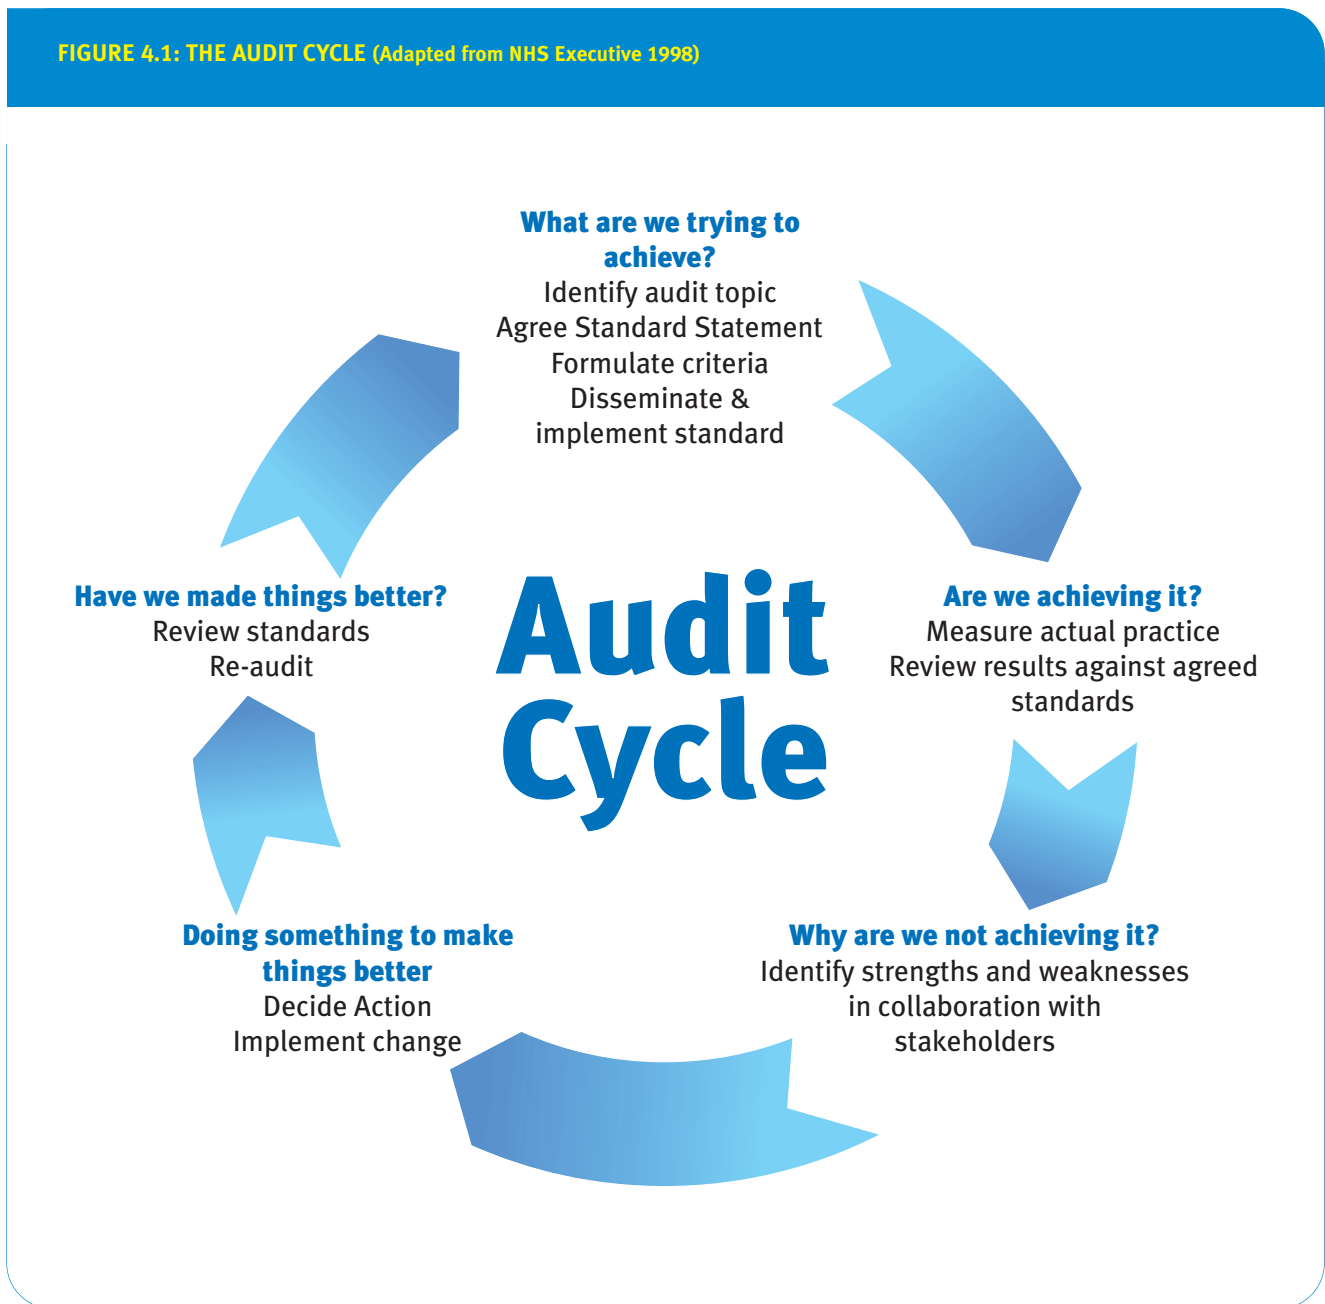 FIGURE 4.1: THE AUDIT CYCLE (Adapted from NHS Executive 1998)
What are we trying to
achieve?
Identify audit topic
Agree Standard Statement
Formulate criteria
Disseminate &
implement standard
Are we achieving it?
Measure actual practice
Review results against agreed
standards
Why are we not achieving it?
Identify strengths and weaknesses
in collaboration with
stakeholders
Doing something to make
things better
Decide Action
Implement change
Have we made things better?
Review standards
Re-audit
Audit
Cycle